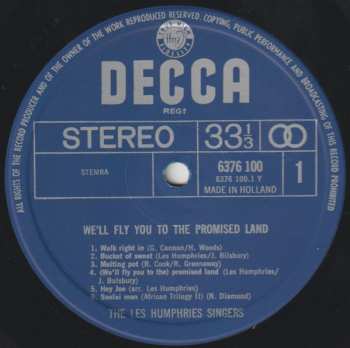 ALL RIGHTS OF THE RECORD PRODUCER AND OF THE OWNER OF THE WORK REPRODUCED RESERVED. COPYING, PUBLIC PERFORMANCE AND BROADCASTING OF THIS RECORD PROHIBITED
DECCA
REGT
STEREO 33 1/3
STEMRA
6376 100
6376 100.1 Y
MADE IN HOLLAND
1
WE'LL FLY YOU TO THE PROMISED LAND
1. Walk right in (G. Cannon/H. Woods)
2. Bucket of sweat (Les Humphries/J. Bilsbury)
3. Melting pot (R. Cook/R. Greenaway)
4. (We'll fly you to the) promised land (Les Humphries/
J. Bulsbury)
5. Hey Joe (arr. Les Humphries)
6. Soolai mon (African Trilogy II) (N. Diamond)
THE LES HUMPHRIES SINGERS